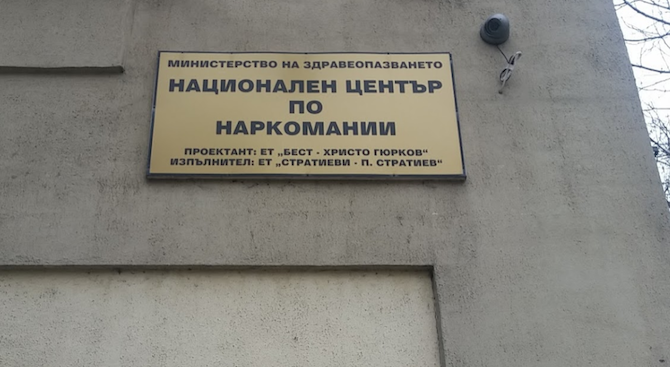 МИНИСТЕРСТВО НА ЗДРАВЕОПАЗВАНЕТО
НАЦИОНАЛЕН ЦЕНТЪР
ПО
НАРКОМАНИИ
ПРОЕКТАНТ: ЕТ „БЕСТ - ХРИСТО ГЮРКОВ“
ИЗПЪЛНИТЕЛ: ЕТ „СТРАТИЕВИ - П. СТРАТИЕВ“